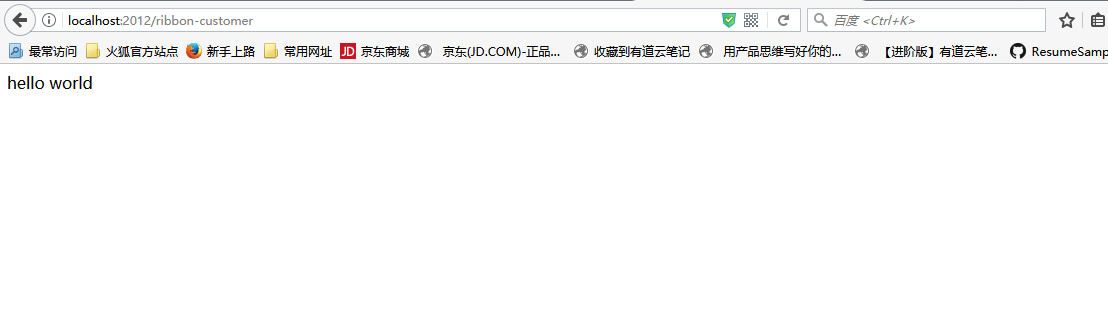 localhost:2012/ribbon-customer 百度 <Ctrl+K>
最常访问 火狐官方站点 新手上路 常用网址 JD 京东商城 京东(JD.COM)-正品... 收藏到有道云笔记 用产品思维写好你的... 【进阶版】有道云笔... ResumeSamp
hello world